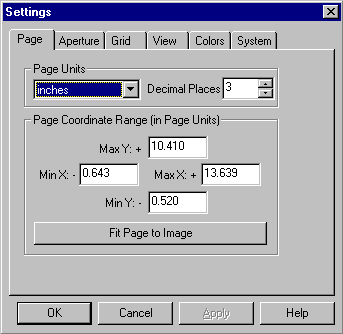 Settings
Page Aperture Grid View Colors System
Page Units
inches Decimal Places 3
Page Coordinate Range (in Page Units)
Max Y: + 10.410
Min X: - 0.643 Max X: + 13.639
Min Y: - 0.520
Fit Page to Image
OK Cancel Apply Help